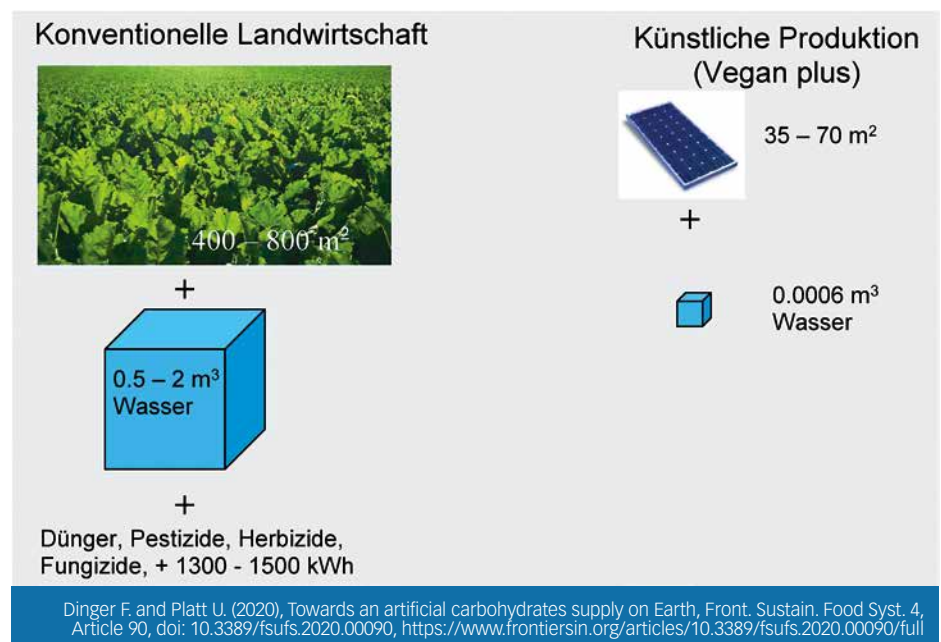 Konventionelle Landwirtschaft
400 – 800 m²
+
0.5 – 2 m³
Wasser
+
Dünger, Pestizide, Herbizide,
Fungizide, + 1300 - 1500 kWh
Künstliche Produktion
(Vegan plus)
35 – 70 m²
+
0.0006 m³
Wasser
Dinger F. and Platt U. (2020), Towards an artificial carbohydrates supply on Earth, Front. Sustain. Food Syst. 4,
Article 90, doi: 10.3389/fsufs.2020.00090, https://www.frontiersin.org/articles/10.3389/fsufs.2020.00090/full